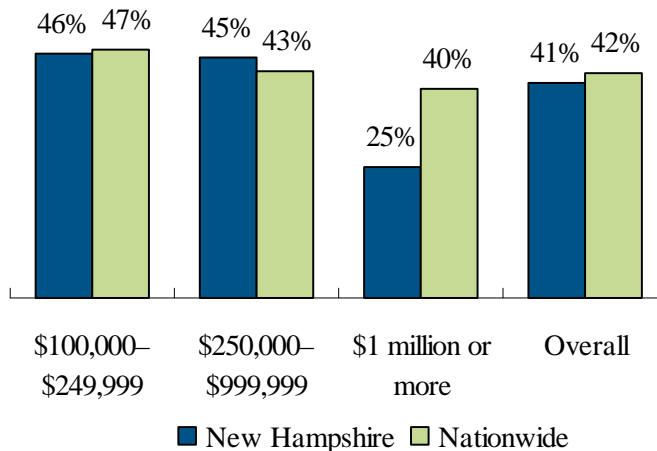 46% 47% 45% 43% 25% 40% 41% 42%
$100,000– $250,000– $1 million or Overall
$249,999 $999,999 more
New Hampshire Nationwide